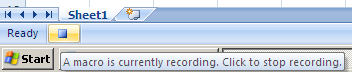 Sheet1
Ready
Start
A macro is currently recording. Click to stop recording.